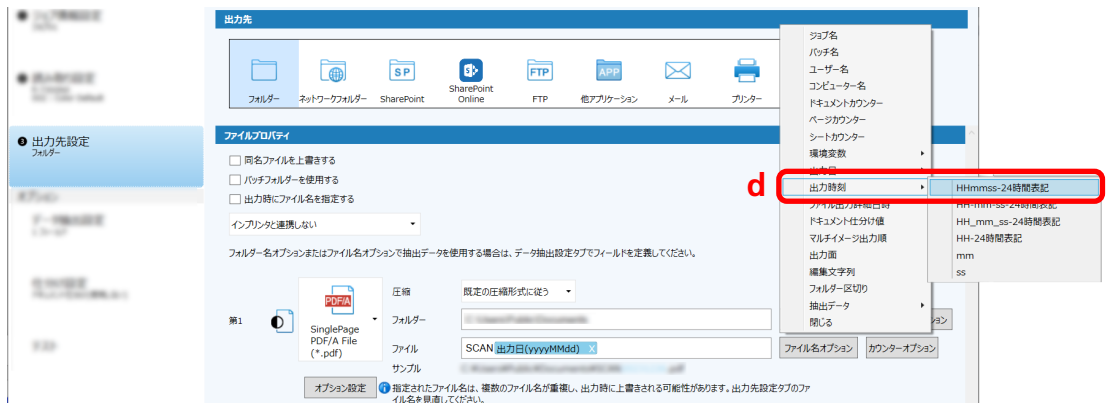 出力先
フォルダー
ネットワークフォルダー
SP
SharePoint
SharePoint
Online
FTP
FTP
APP
他アプリケーション
メール
プリンター
ジョブ名
バッチ名
ユーザー名
コンピューター名
ドキュメントカウンター
ページカウンター
シートカウンター
環境変数
出力日
出力時刻
ファイル出力詳細日時
ドキュメント仕分け値
マルチイメージ出力順
出力面
編集文字列
フォルダー区切り
抽出データ
閉じる
d
HHmmss-24時間表記
HH-mm-ss-24時間表記
HH_mm_ss-24時間表記
HH-24時間表記
mm
ss
❸ 出力先設定
フォルダー
ファイルプロパティ
同名ファイルを上書きする
バッチフォルダーを使用する
出力時にファイル名を指定する
インプリンタと連携しない
フォルダー名オプションまたはファイル名オプションで抽出データを使用する場合は、データ抽出設定タブでフィールドを定義してください。
第1
PDF/A
SinglePage
PDF/A File
(*.pdf)
圧縮
既定の圧縮形式に従う
フォルダー
ション
ファイル
SCAN 出力日(yyyyMMdd) X
ファイル名オプション
カウンターオプション
サンプル
オプション設定
指定されたファイル名は、複数のファイル名が重複し、出力時に上書きされる可能性があります。出力先設定タブのファ
イル名を見直してください。